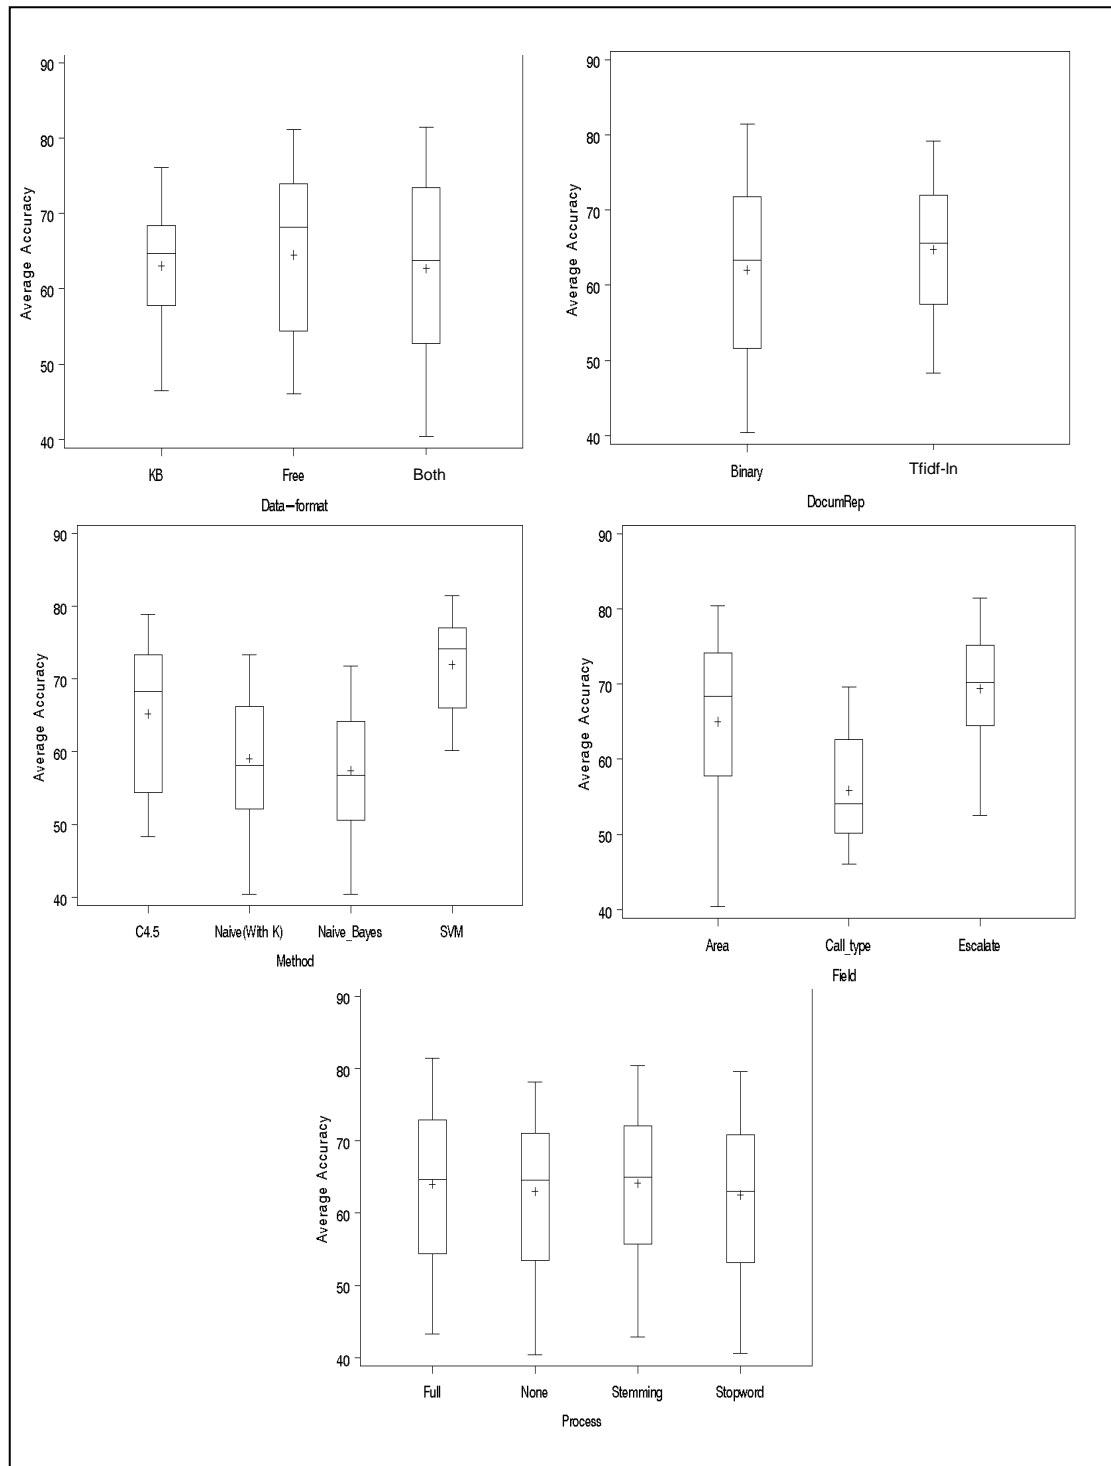 90
80
70
60
50
40
Average Accuracy
KB Free Both
Data-format
90
80
70
60
50
40
Average Accuracy
Binary Tfidf-ln
DocumRep
90
80
70
60
50
40
Average Accuracy
C4.5 Naive(With K) Naive_Bayes SVM
Method
90
80
70
60
50
40
Average Accuracy
Area Call_type Escalate
Field
90
80
70
60
50
40
Average Accuracy
Full None Stemming Stopword
Process